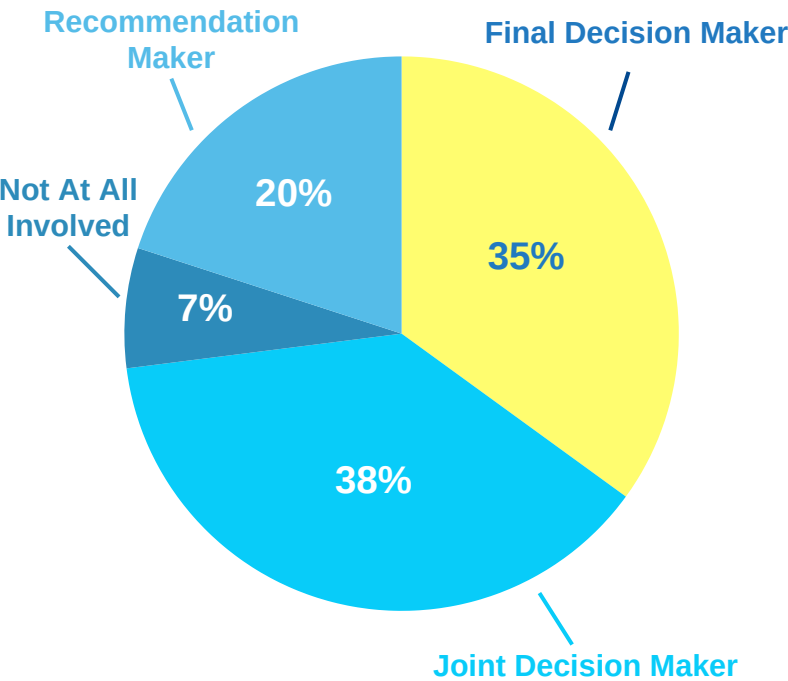 Recommendation
Maker
Final Decision Maker
Not At All
Involved
20%
35%
7%
38%
Joint Decision Maker